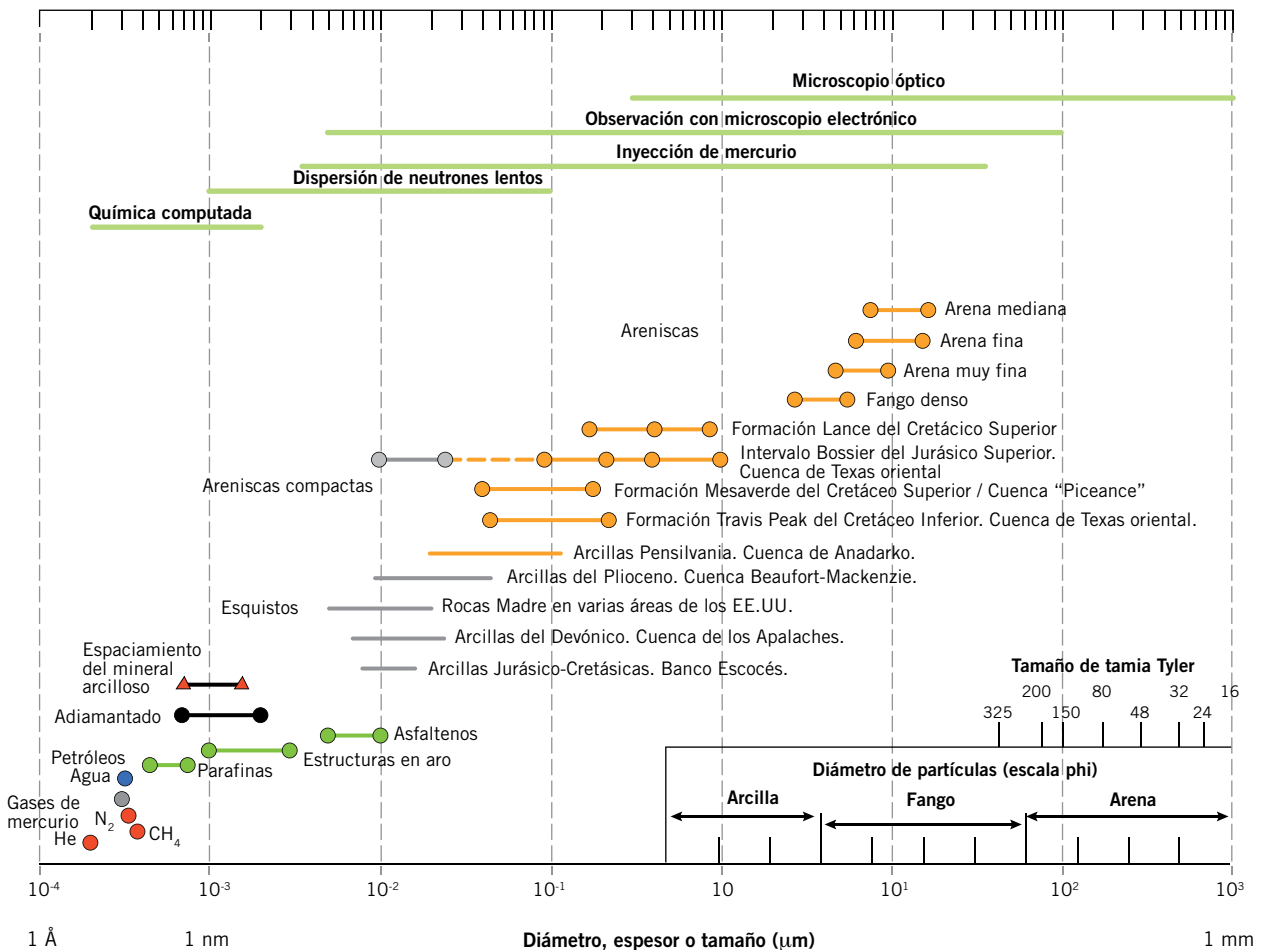 Microscopio óptico
Observación con microscopio electrónico
Inyección de mercurio
Dispersión de neutrones lentos
Química computada
Arena mediana
Areniscas
Arena fina
Arena muy fina
Fango denso
Formación Lance del Cretácico Superior
Intervalo Bossier del Jurásico Superior.
Cuenca de Texas oriental
Areniscas compactas
Formación Mesaverde del Cretáceo Superior / Cuenca “Piceance”
Formación Travis Peak del Cretáceo Inferior. Cuenca de Texas oriental.
Arcillas Pensilvania. Cuenca de Anadarko.
Arcillas del Plioceno. Cuenca Beaufort-Mackenzie.
Esquistos
Rocas Madre en varias áreas de los EE.UU.
Arcillas del Devónico. Cuenca de los Apalaches.
Espaciamiento
del mineral
arcilloso
Arcillas Jurásico-Cretásicas. Banco Escocés.
Tamaño de tamia Tyler
200 80 32 16
325 150 48 24
Adiamantado
Asfaltenos
Estructuras en aro
Petróleos
Parafinas
Agua
Diámetro de partículas (escala phi)
Arcilla Fango Arena
Gases de
mercurio
N₂
CH₄
He
10⁻⁴ 10⁻³ 10⁻² 10⁻¹ 10 10¹ 10² 10³
1 Å 1 nm Diámetro, espesor o tamaño (µm) 1 mm